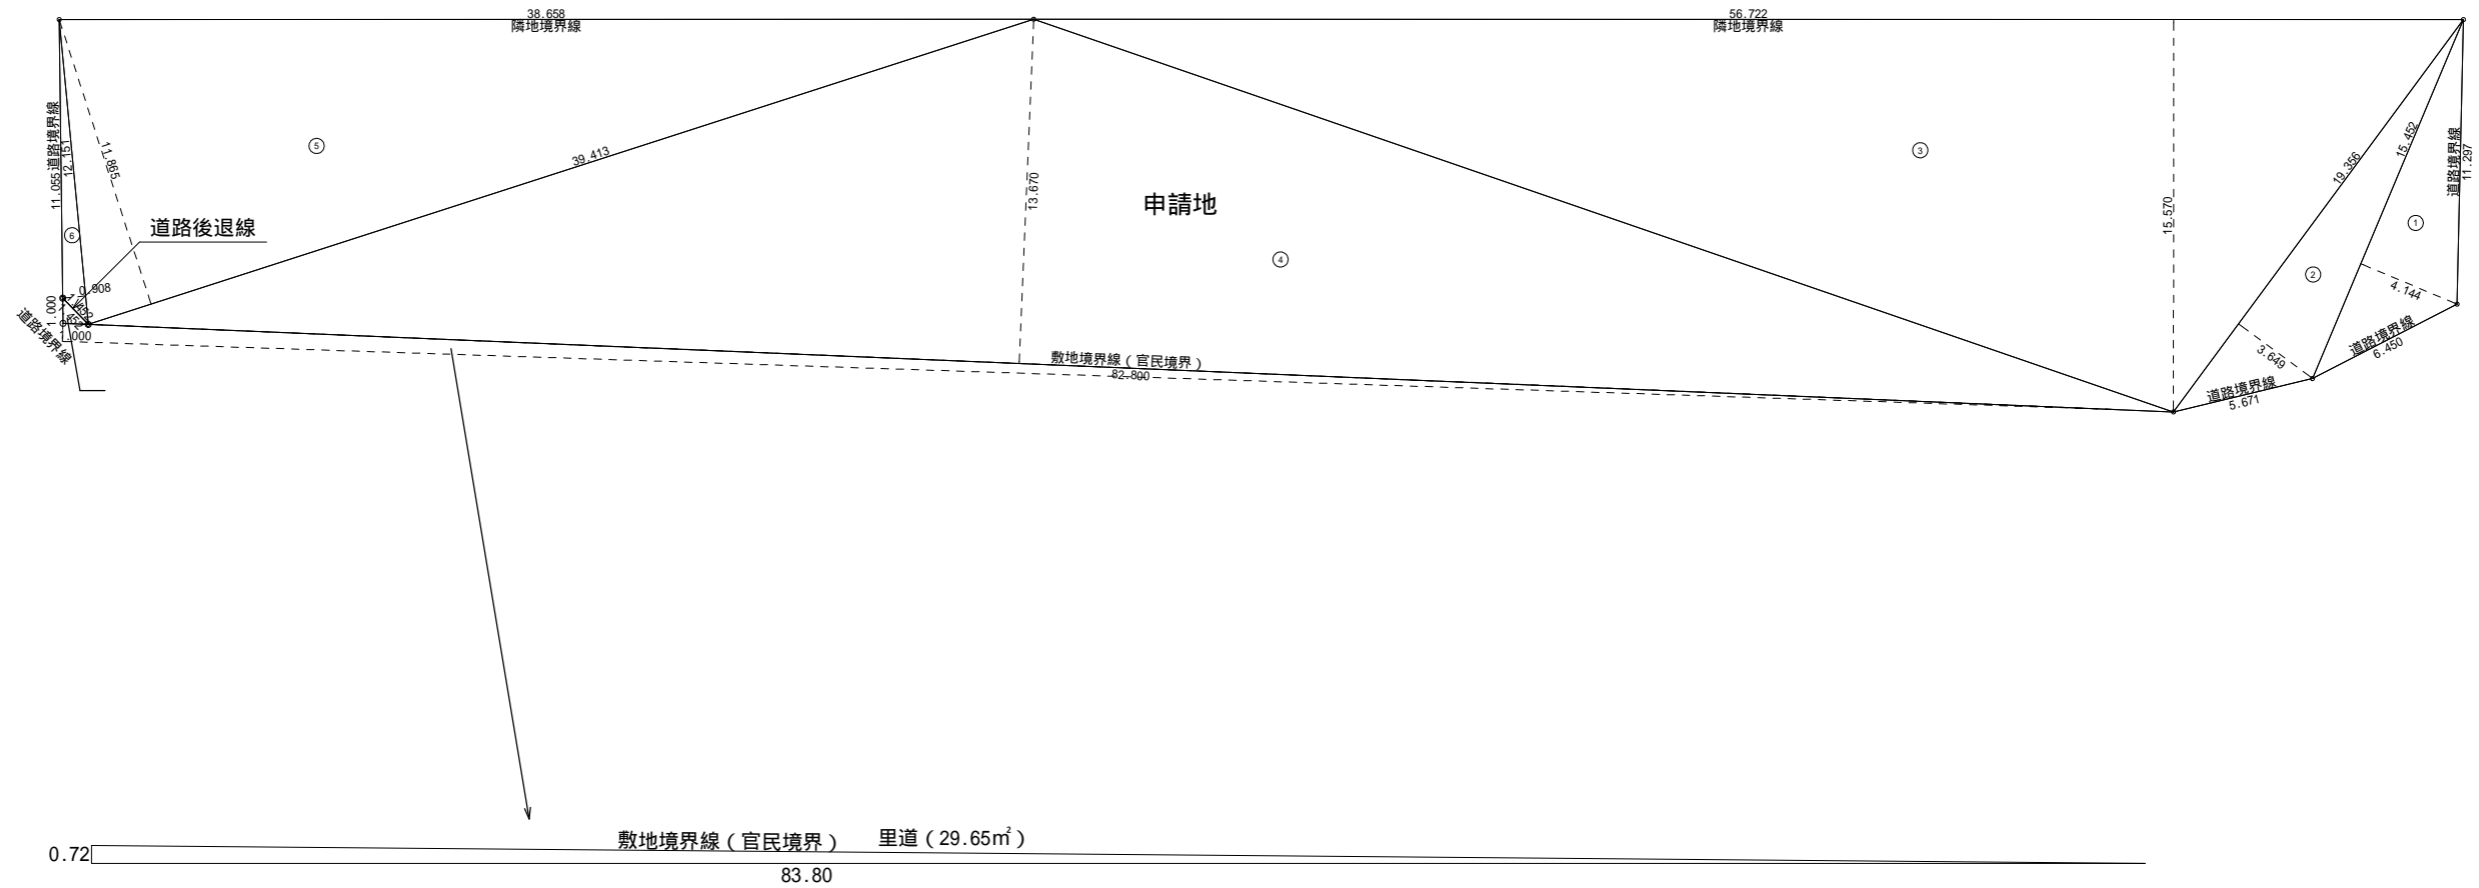 38.658
隣地境界線
56.722
隣地境界線
道路境界線
11.055
12.151
11.865
⑤
39.413
13.670
申請地
③
15.570
19.356
15.452
道路境界線
11.297
①
②
④
⑥
道路後退線
0.908
1.452
1.452
1.000
1.000
道路境界線
4.144
3.649
道路境界線
6.450
道路境界線
5.671
敷地境界線(官民境界)
82.800
敷地境界線(官民境界) 里道(29.65㎡)
0.72
83.80